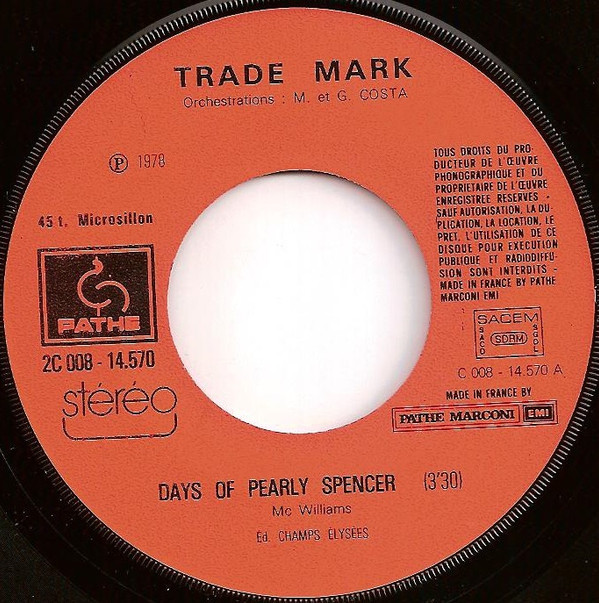 TRADE MARK
Orchestrations : M. et G. COSTA
Ⓟ 1978
45 t. Microsillon
PATHE
2C 008 - 14.570
stéréo
TOUS DROITS DU PRO-
DUCTEUR DE L'ŒUVRE
PHONOGRAPHIQUE ET DU
PROPRIETAIRE DE L'ŒUVRE
ENREGISTREE RESERVES -
SAUF AUTORISATION, LA DU-
PLICATION, LA LOCATION, LE
PRET, L'UTILISATION DE CE
DISQUE POUR EXECUTION
PUBLIQUE ET RADIODIFFU-
SION SONT INTERDITS -
MADE IN FRANCE BY PATHE
MARCONI EMI
SACEM
SACD
SDRM
SGDL
C 008 - 14.570 A
MADE IN FRANCE BY
PATHE MARCONI EMI
DAYS OF PEARLY SPENCER (3'30)
Mc Williams
Ed. CHAMPS ELYSÉES